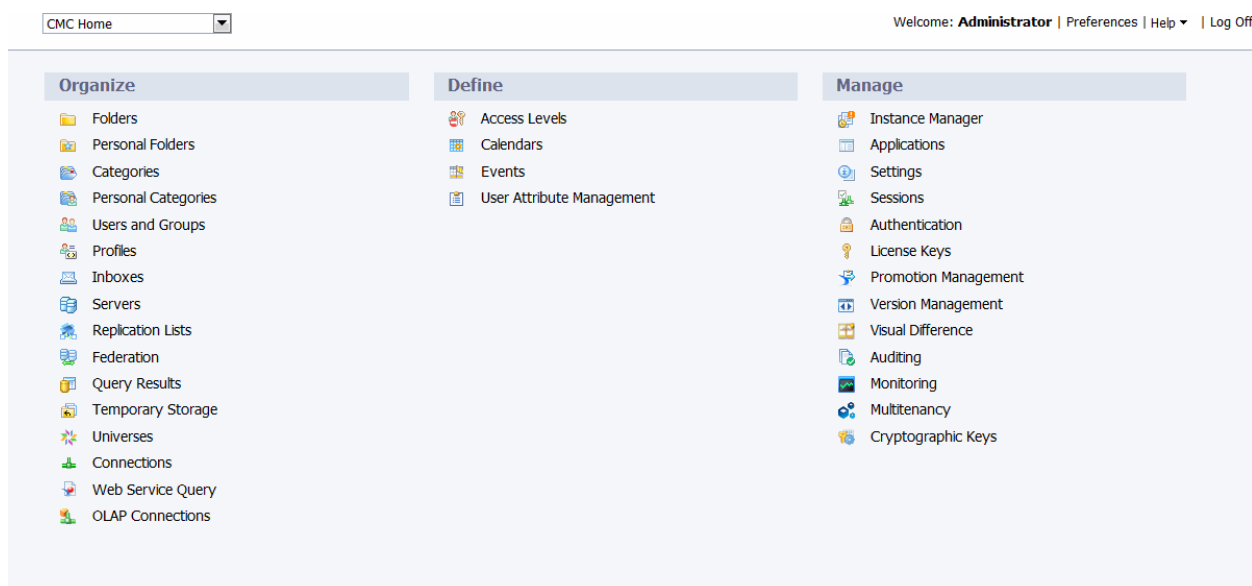 CMC Home
Welcome: Administrator | Preferences | Help | Log Off
Organize
Folders
Personal Folders
Categories
Personal Categories
Users and Groups
Profiles
Inboxes
Servers
Replication Lists
Federation
Query Results
Temporary Storage
Universes
Connections
Web Service Query
OLAP Connections
Define
Access Levels
Calendars
Events
User Attribute Management
Manage
Instance Manager
Applications
Settings
Sessions
Authentication
License Keys
Promotion Management
Version Management
Visual Difference
Auditing
Monitoring
Multitenancy
Cryptographic Keys